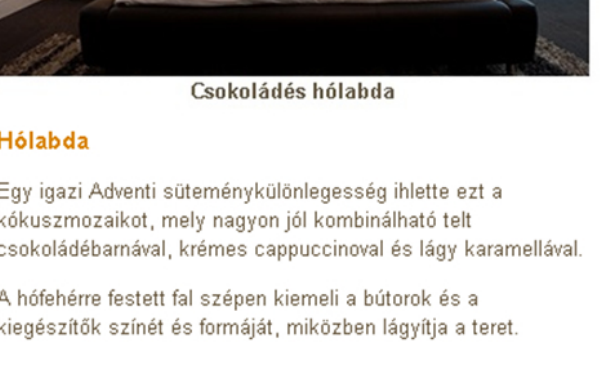 Csokoládés hólabda
Hólabda
Egy igazi Adventi süteménykülönlegesség ihlette ezt a
kókuszmozaikot, mely nagyon jól kombinálható telt
csokoládébarnával, krémes cappuccinoval és lágy karamellával.
A hófehérre festett fal szépen kiemeli a bútorok és a
kiegészítők színét és formáját, miközben lágyítja a teret.